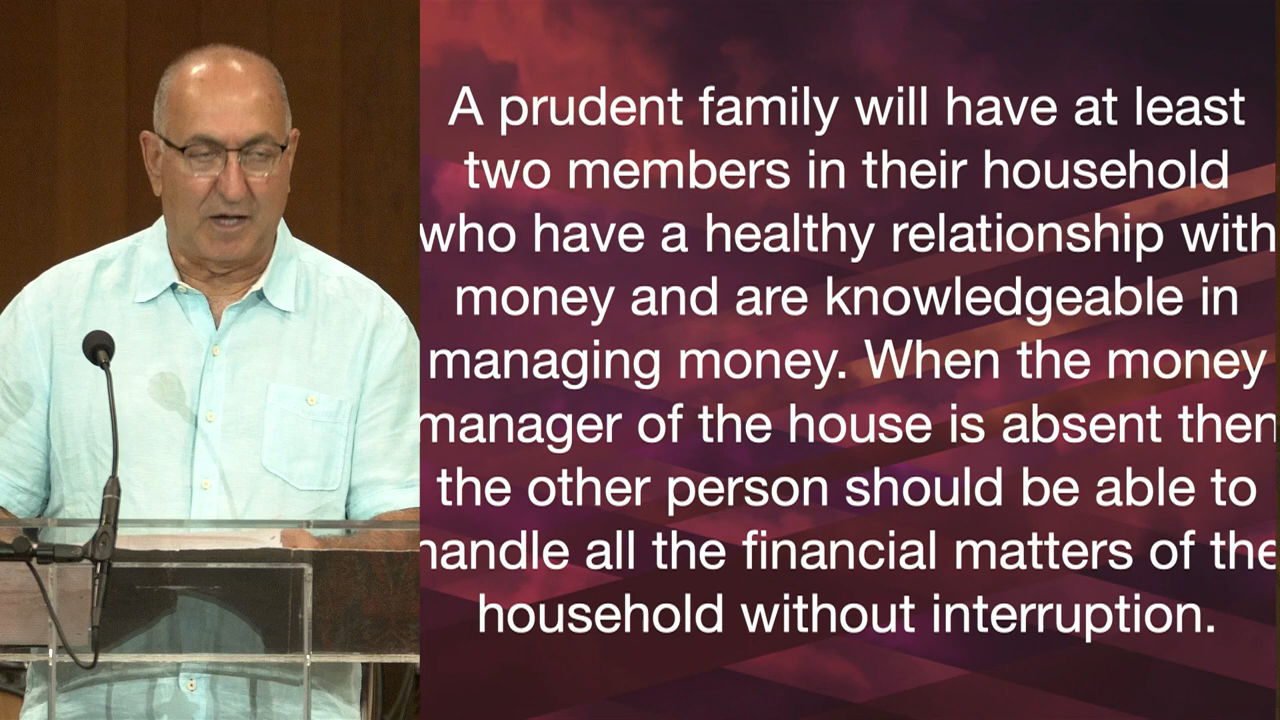 A prudent family will have at least
two members in their household
who have a healthy relationship with
money and are knowledgeable in
managing money. When the money
manager of the house is absent then
the other person should be able to
handle all the financial matters of the
household without interruption.